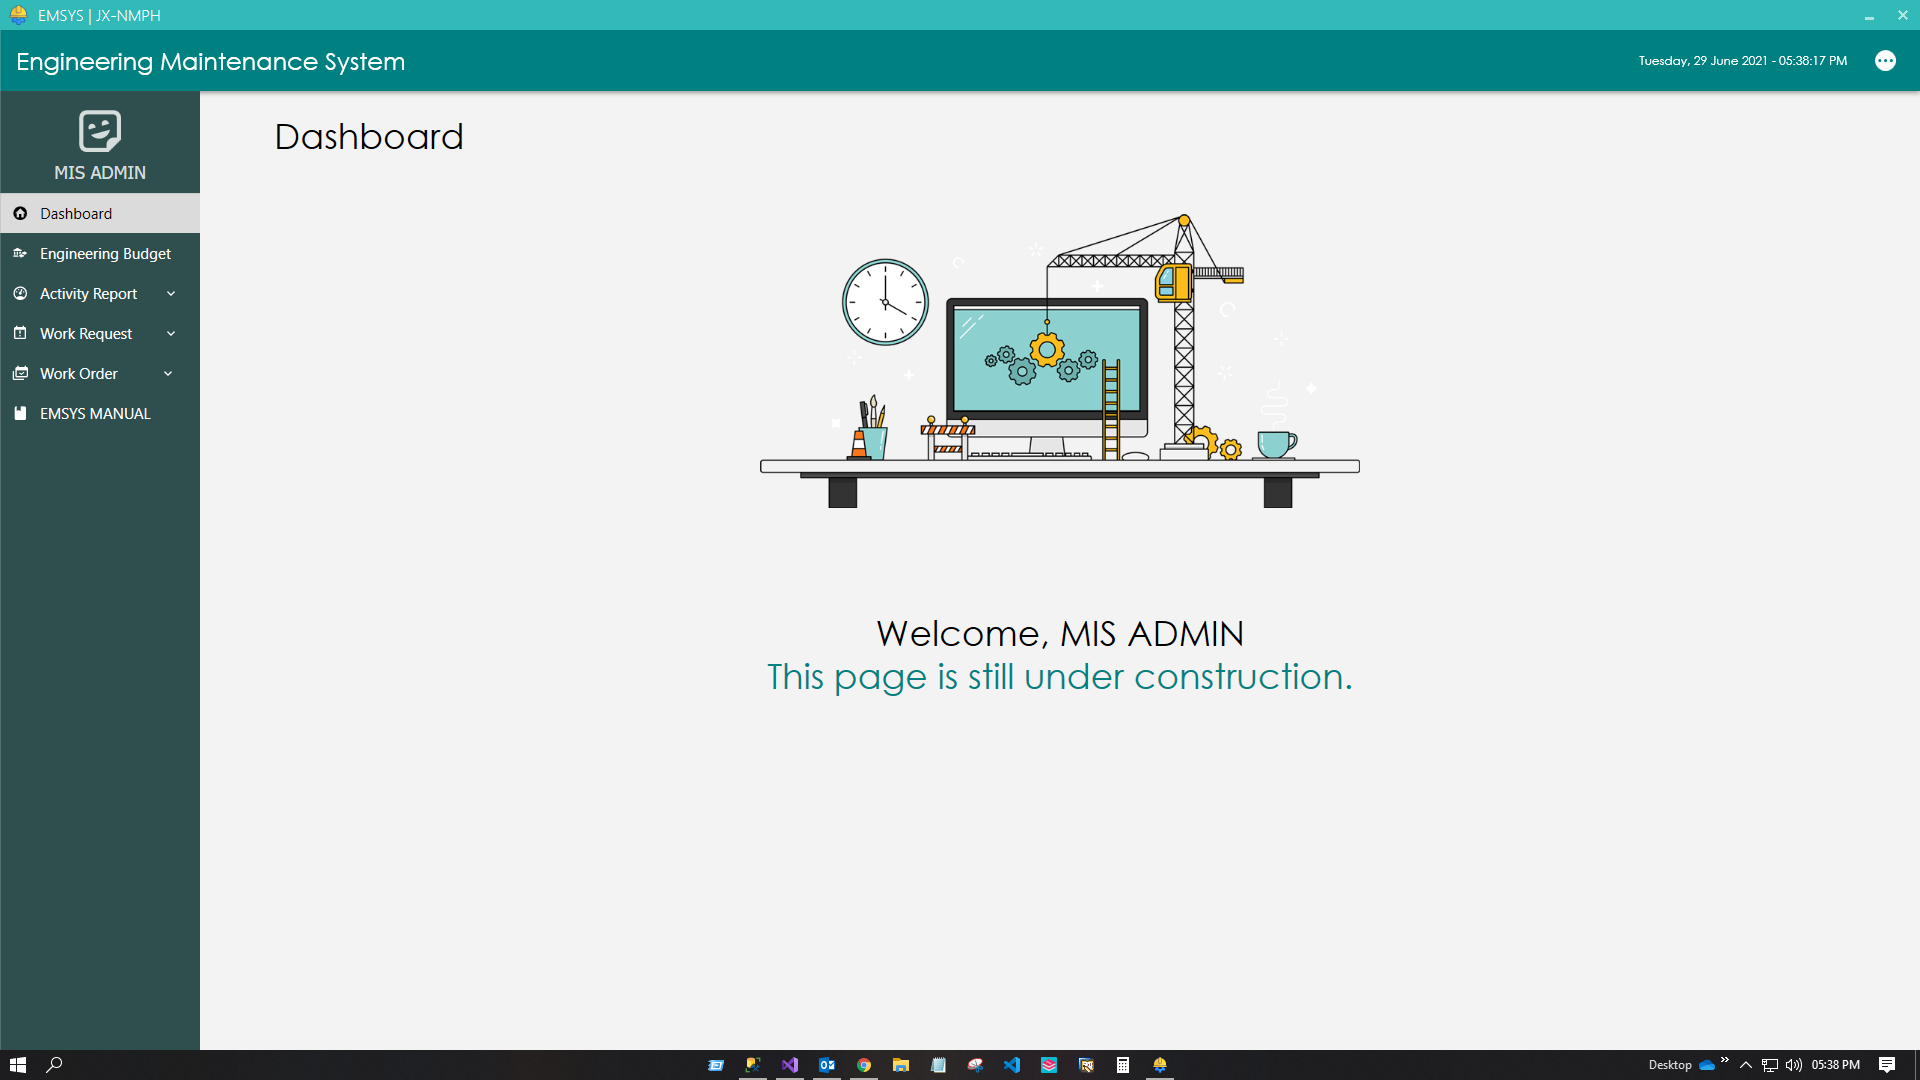 EMSYS | JX-NMPH
Engineering Maintenance System
Tuesday, 29 June 2021 - 05:38:17 PM
MIS ADMIN
Dashboard
Engineering Budget
Activity Report
Work Request
Work Order
EMSYS MANUAL
Dashboard
Welcome, MIS ADMIN
This page is still under construction.
Desktop
05:38 PM